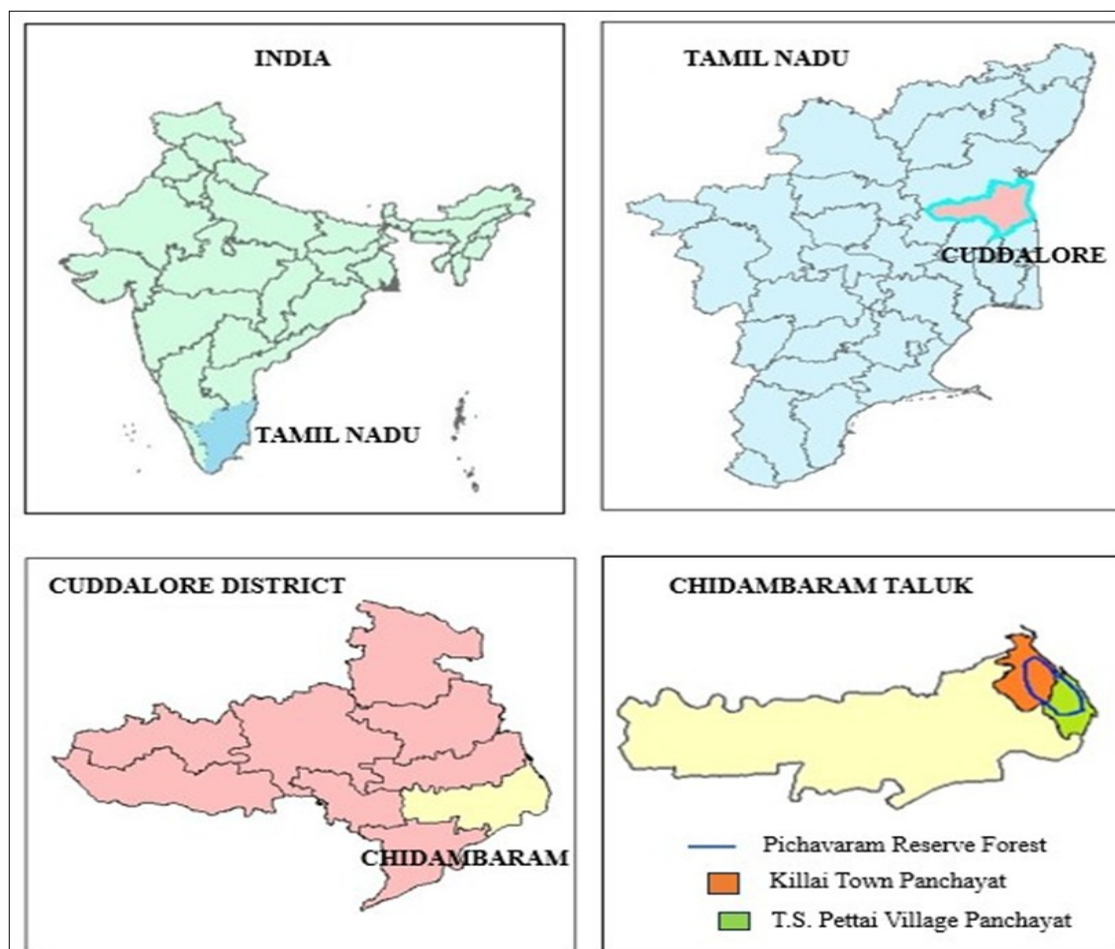 INDIA
TAMIL NADU
TAMIL NADU
CUDDALORE
CUDDALORE DISTRICT
CHIDAMBARAM
CHIDAMBARAM TALUK
Pichavaram Reserve Forest
Killai Town Panchayat
T.S. Pettai Village Panchayat